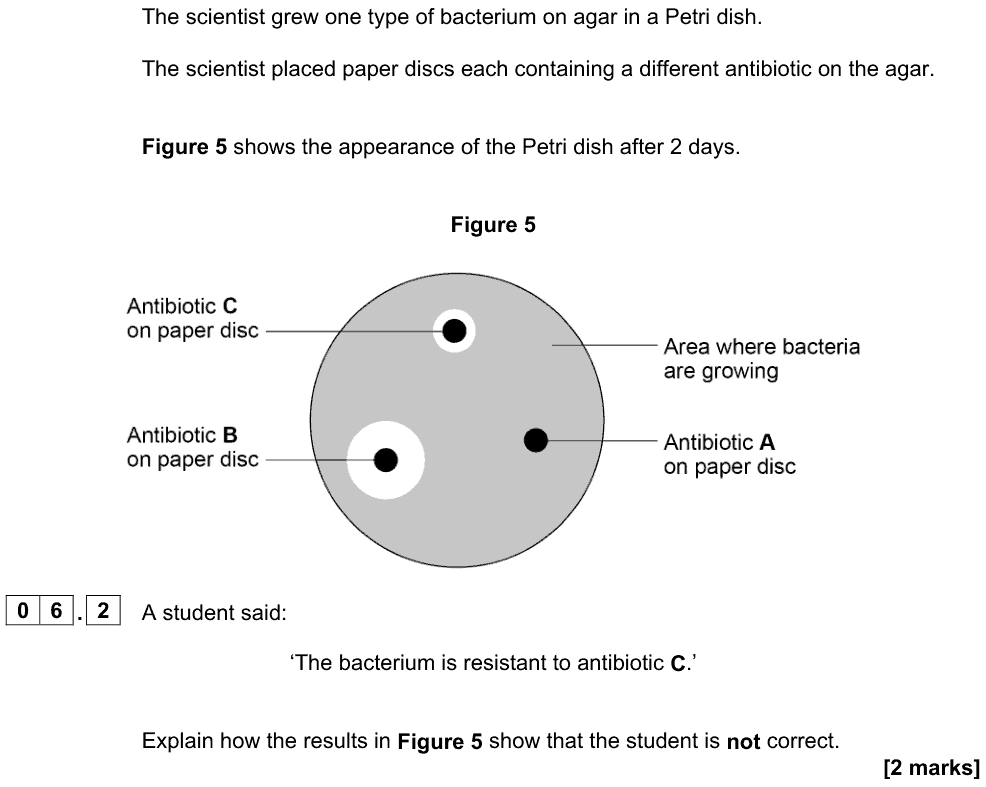 The scientist grew one type of bacterium on agar in a Petri dish.
The scientist placed paper discs each containing a different antibiotic on the agar.
Figure 5 shows the appearance of the Petri dish after 2 days.
Figure 5
Antibiotic C
on paper disc
Area where bacteria
are growing
Antibiotic B
on paper disc
Antibiotic A
on paper disc
0 6 . 2 A student said:
‘The bacterium is resistant to antibiotic C.’
Explain how the results in Figure 5 show that the student is not correct.
[2 marks]